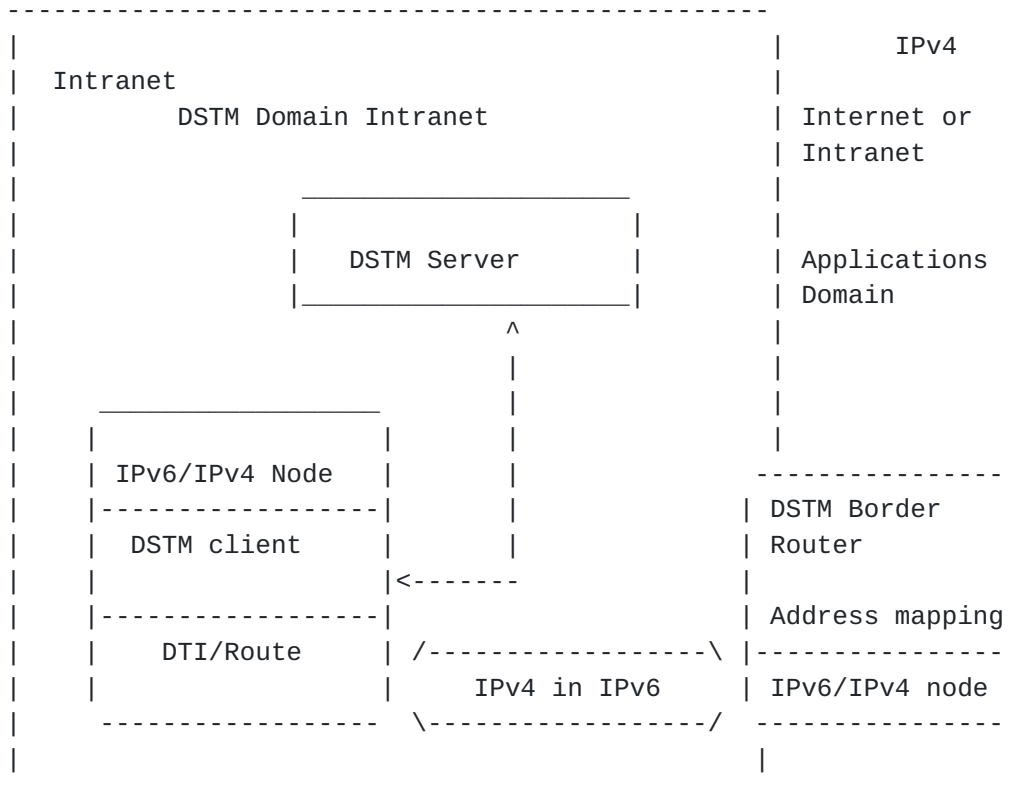 IPv4
Intranet
DSTM Domain Intranet
Internet or
Intranet
DSTM Server
Applications
Domain
IPv6/IPv4 Node
DSTM Border
DSTM client
Router
Address mapping
DTI/Route
IPv4 in IPv6
IPv6/IPv4 node